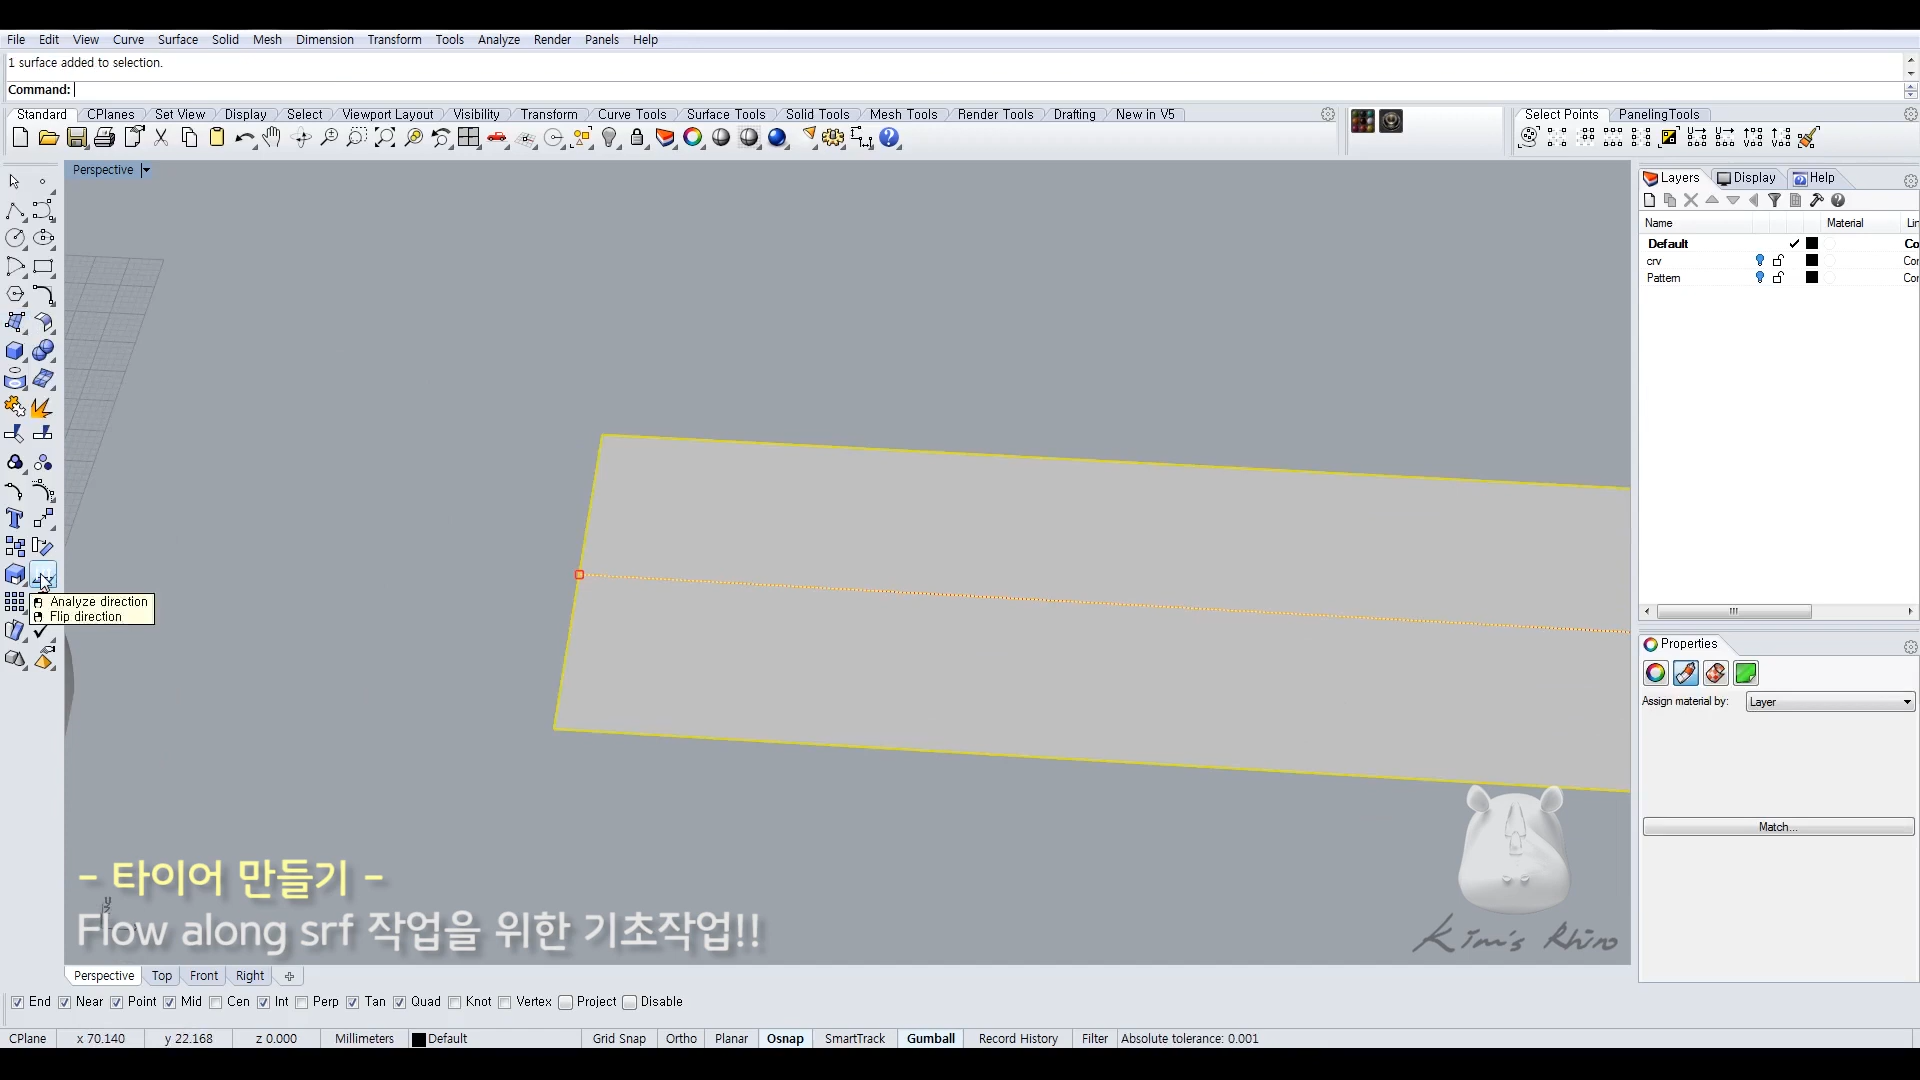 File Edit View Curve Surface Solid Mesh Dimension Transform Tools Analyze Render Panels Help
1 surface added to selection.
Command:
Standard CPlanes Set View Display Select Viewport Layout Visibility Transform Curve Tools Surface Tools Solid Tools Mesh Tools Render Tools Drafting New in V5
Select Points PanelingTools
Perspective
Layers Display Help
Name Material Lin
Default Co
crv Cor
Pattern Cor
Analyze direction
Flip direction
Properties
Assign material by: Layer
Match...
- 타이어 만들기 -
Flow along srf 작업을 위한 기초작업!!
Kim's Rhino
Perspective Top Front Right
End Near Point Mid Cen Int Perp Tan Quad Knot Vertex Project Disable
CPlane x 70.140 y 22.168 z 0.000 Millimeters Default Grid Snap Ortho Planar Osnap SmartTrack Gumball Record History Filter Absolute tolerance: 0.001